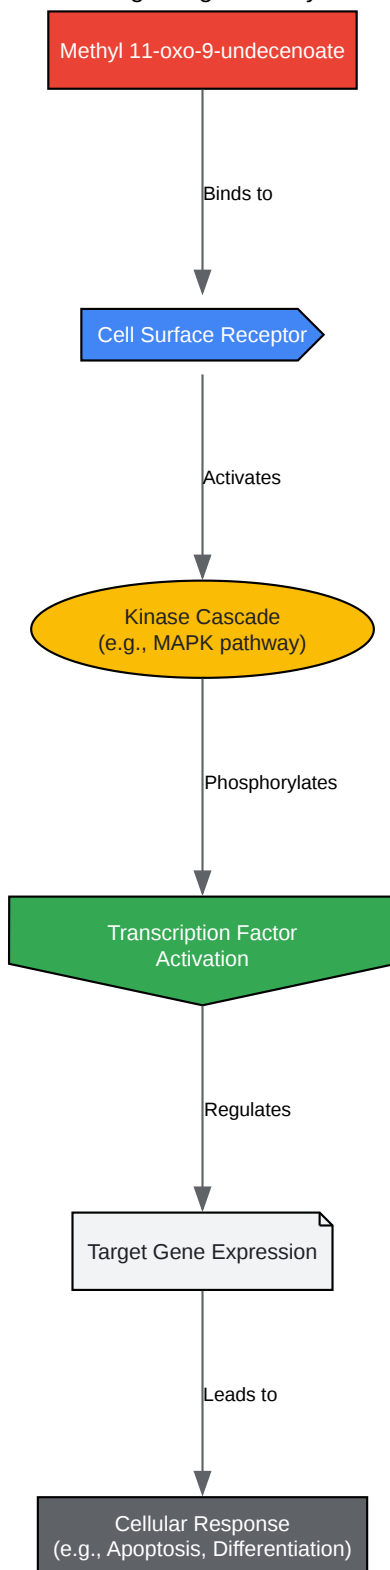 Methyl 11-oxo-9-undecenoate
Binds to
Cell Surface Receptor
Activates
Kinase Cascade
(e.g., MAPK pathway)
Phosphorylates
Transcription Factor
Activation
Regulates
Target Gene Expression
Leads to
Cellular Response
(e.g., Apoptosis, Differentiation)